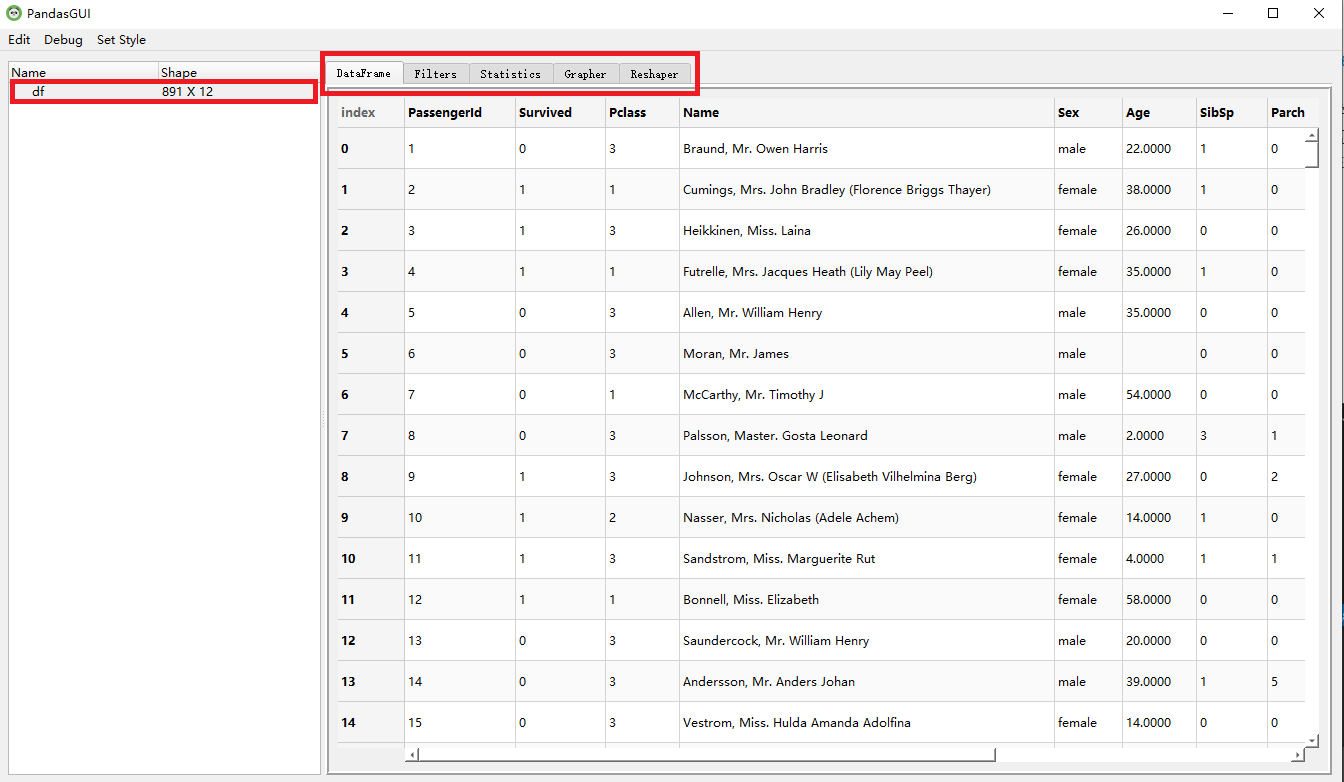 PandasGUI
Edit Debug Set Style
Name Shape
df 891 X 12
DataFrame Filters Statistics Grapher Reshaper
index PassengerId Survived Pclass Name Sex Age SibSp Parch
0 1 0 3 Braund, Mr. Owen Harris male 22.0000 1 0
1 2 1 1 Cumings, Mrs. John Bradley (Florence Briggs Thayer) female 38.0000 1 0
2 3 1 3 Heikkinen, Miss. Laina female 26.0000 0 0
3 4 1 1 Futrelle, Mrs. Jacques Heath (Lily May Peel) female 35.0000 1 0
4 5 0 3 Allen, Mr. William Henry male 35.0000 0 0
5 6 0 3 Moran, Mr. James male 0 0
6 7 0 1 McCarthy, Mr. Timothy J male 54.0000 0 0
7 8 0 3 Palsson, Master. Gosta Leonard male 2.0000 3 1
8 9 1 3 Johnson, Mrs. Oscar W (Elisabeth Vilhelmina Berg) female 27.0000 0 2
9 10 1 2 Nasser, Mrs. Nicholas (Adele Achem) female 14.0000 1 0
10 11 1 3 Sandstrom, Miss. Marguerite Rut female 4.0000 1 1
11 12 1 1 Bonnell, Miss. Elizabeth female 58.0000 0 0
12 13 0 3 Saundercock, Mr. William Henry male 20.0000 0 0
13 14 0 3 Andersson, Mr. Anders Johan male 39.0000 1 5
14 15 0 3 Vestrom, Miss. Hulda Amanda Adolfina female 14.0000 0 0